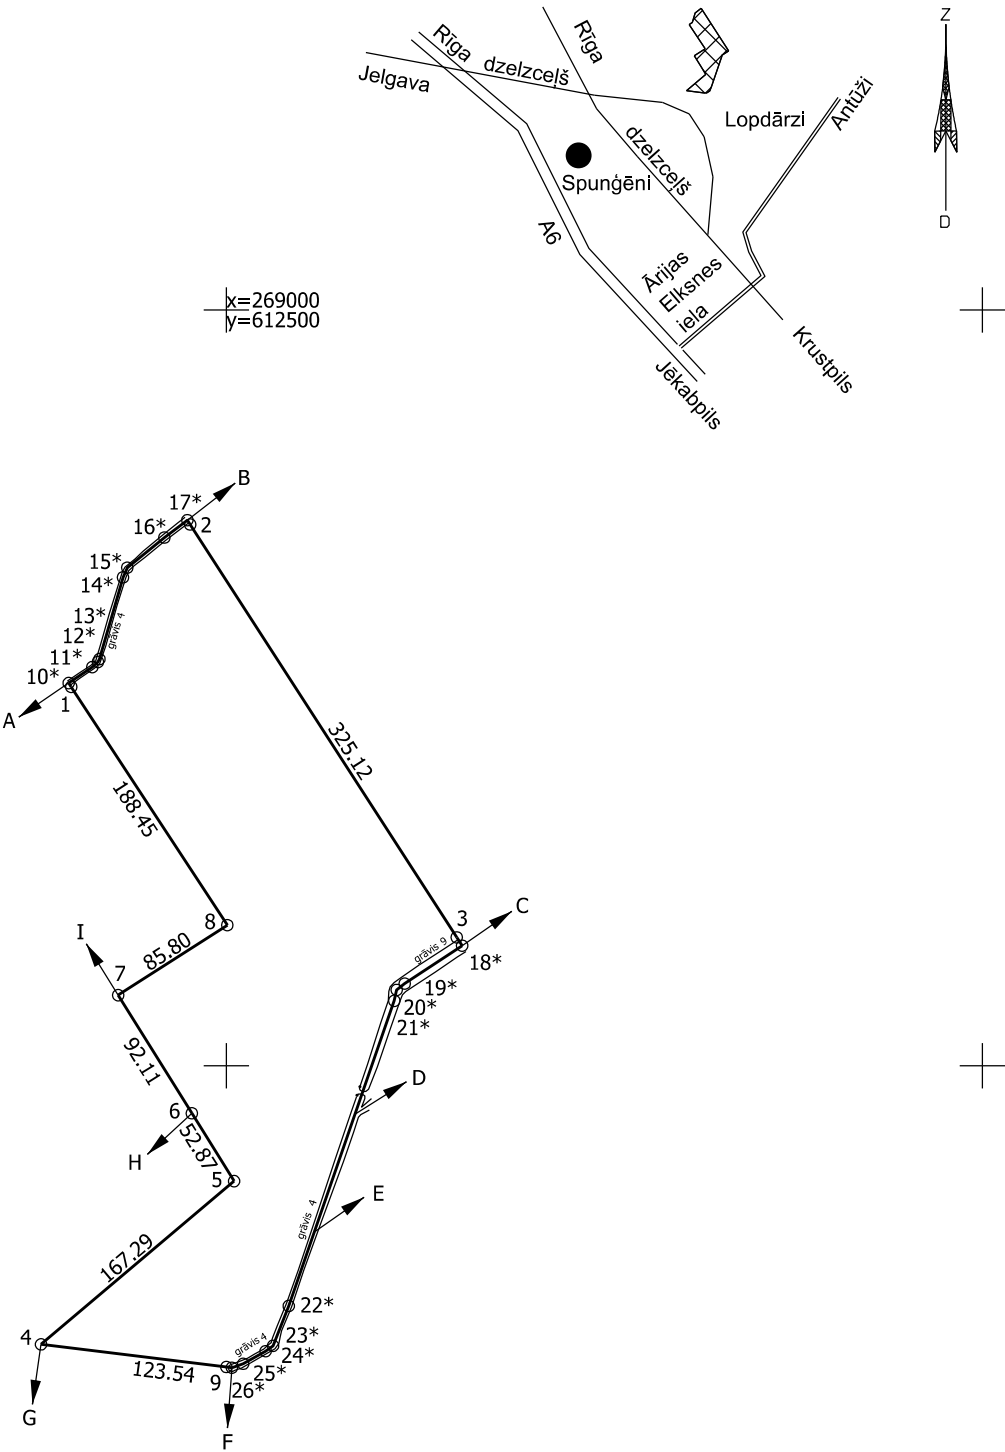 Z
Rīga
Rīga
dzelzceļš
Jelgava
Lopdārzi
Antūži
dzelzceļš
Spunģēni
D
A6
Ārijas
Elksnes
iela
x=269000
y=612500
Krustpils
Jēkabpils
B
17*
2
16*
15*
14*
13*
grāvis 4
12*
11*
10*
1
A
325.12
188.45
C
3
8
I
grāvis 9
18*
85.80
7
19*
20*
21*
92.11
D
6
52.87
H
5
E
grāvis 4
167.29
22*
4
23*
grāvis 4
24*
123.54
25*
9
26*
G
F